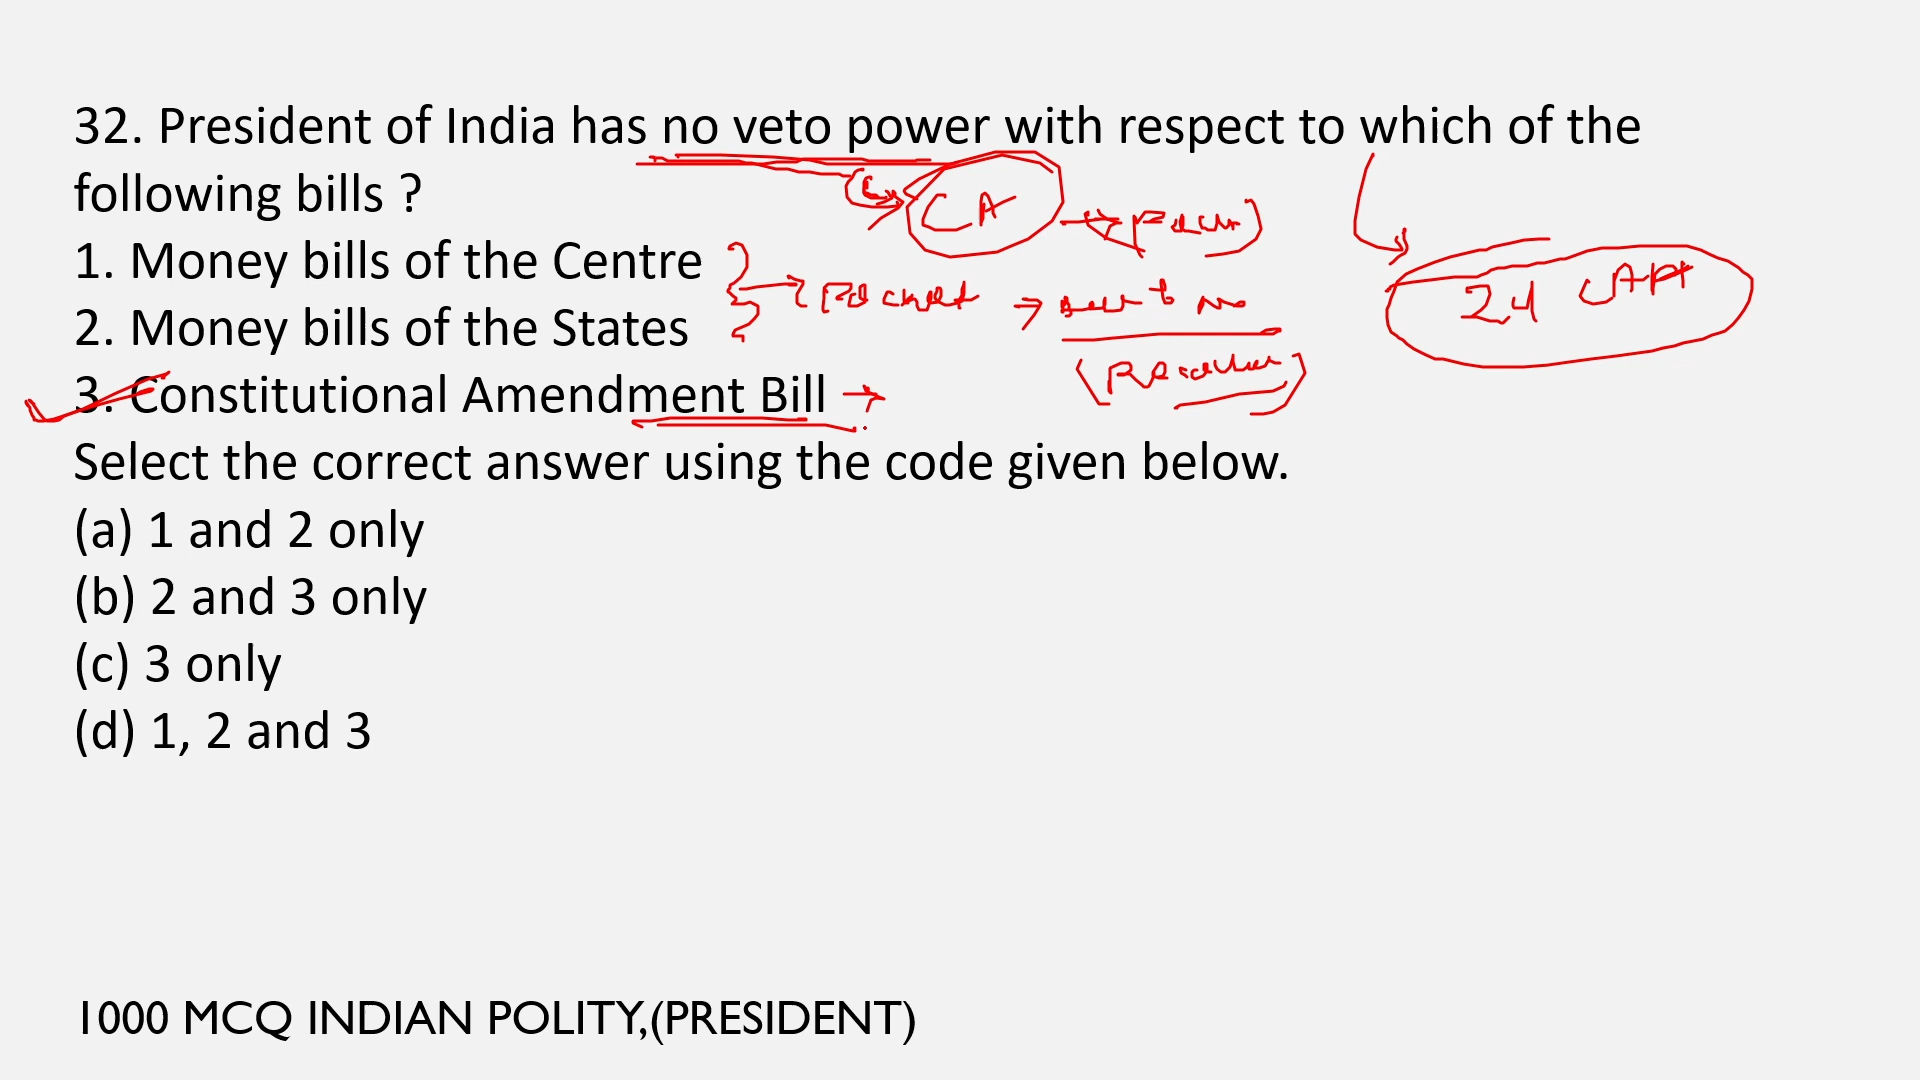 32. President of India has no veto power with respect to which of the
following bills ?
CA
1. Money bills of the Centre
24 CAA
2. Money bills of the States
3. Constitutional Amendment Bill
Select the correct answer using the code given below.
(a) 1 and 2 only
(b) 2 and 3 only
(c) 3 only
(d) 1, 2 and 3
1000 MCQ INDIAN POLITY,(PRESIDENT)